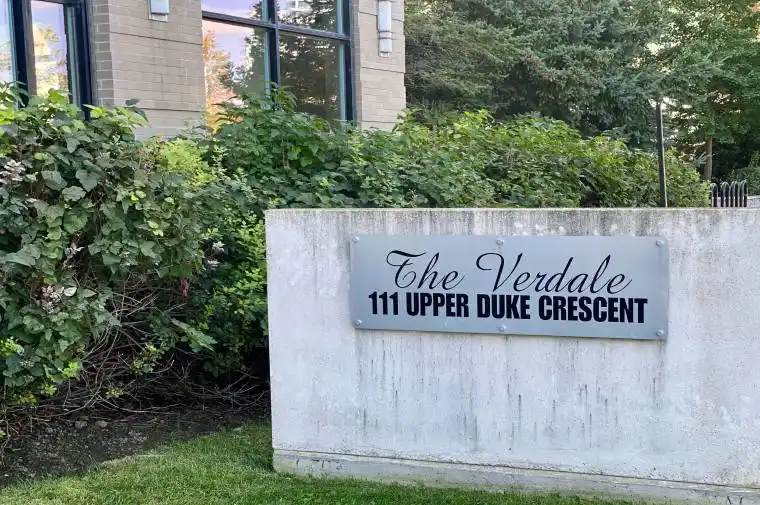 The Verdale
111 UPPER DUKE CRESCENT